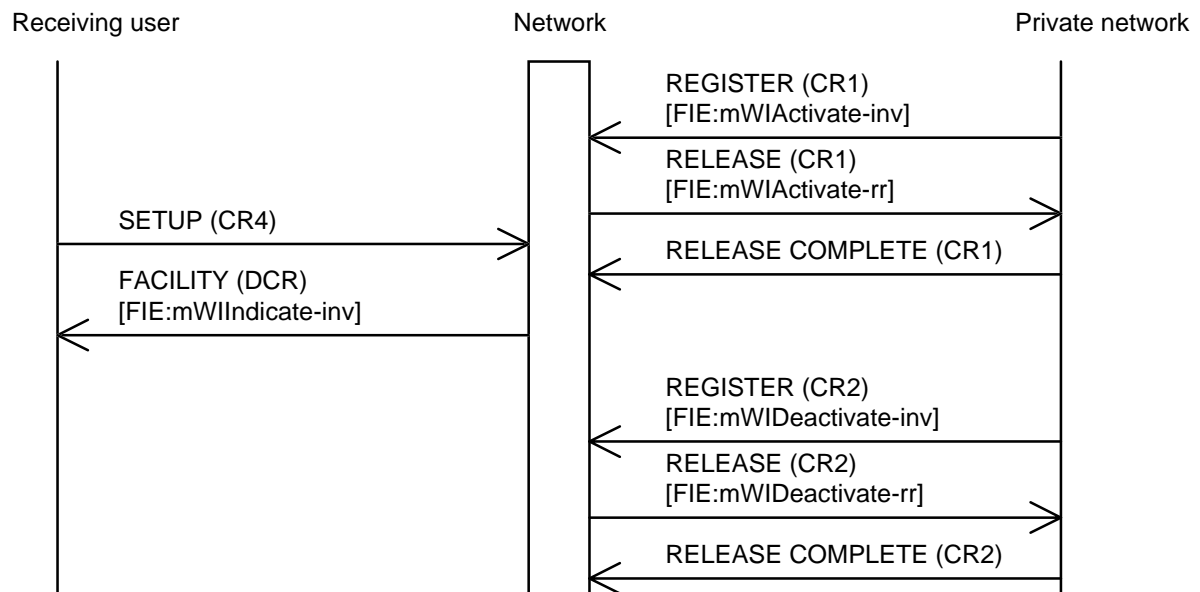 Receiving user
Network
Private network
REGISTER (CR1)
[FIE:mWIActivate-inv]
RELEASE (CR1)
[FIE:mWIActivate-rr]
SETUP (CR4)
RELEASE COMPLETE (CR1)
FACILITY (DCR)
[FIE:mWIIndicate-inv]
REGISTER (CR2)
[FIE:mWIDeactivate-inv]
RELEASE (CR2)
[FIE:mWIDeactivate-rr]
RELEASE COMPLETE (CR2)